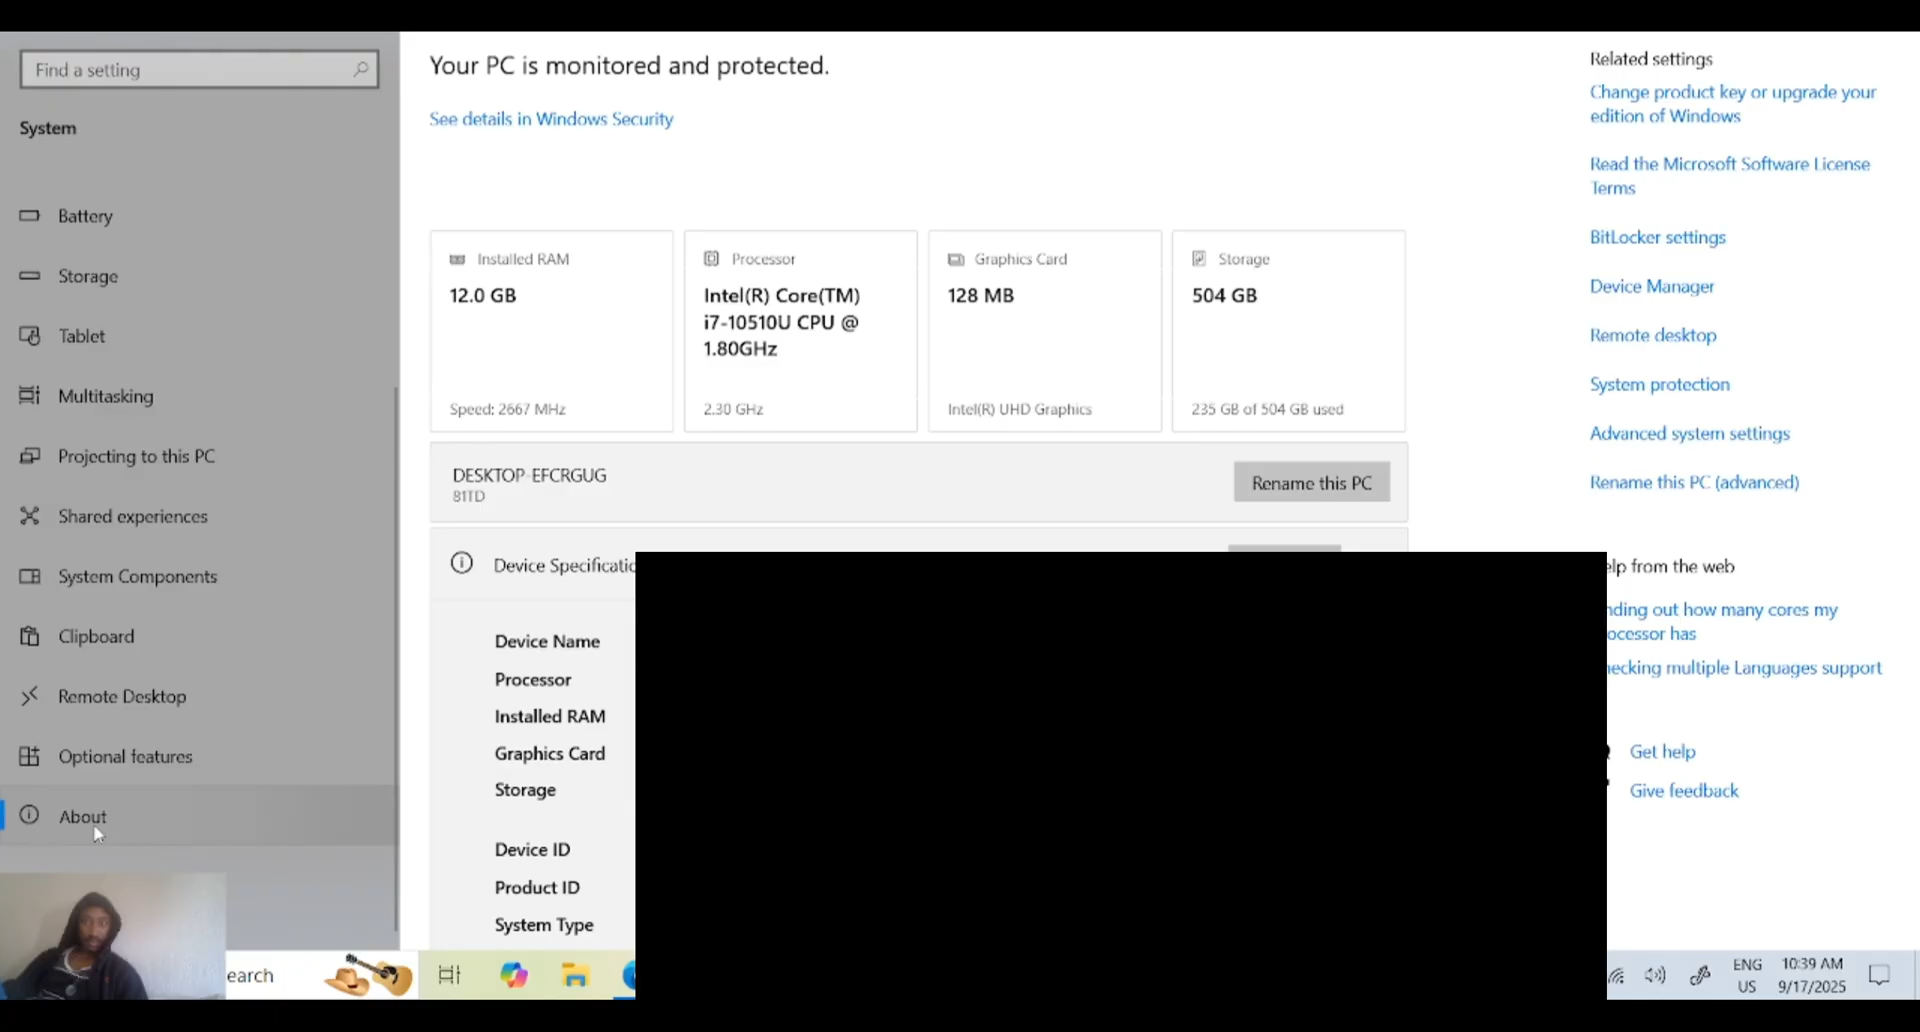 Find a setting
System
Battery
Storage
Tablet
Multitasking
Projecting to this PC
Shared experiences
System Components
Clipboard
Remote Desktop
Optional features
About
Your PC is monitored and protected.
See details in Windows Security
Installed RAM
12.0 GB
Speed: 2667 MHz
Processor
Intel(R) Core(TM)
i7-10510U CPU @
1.80GHz
2.30 GHz
Graphics Card
128 MB
Intel(R) UHD Graphics
Storage
504 GB
235 GB of 504 GB used
DESKTOP-EFCRGUG
81TD
Rename this PC
Device Specificatio
Device Name
Processor
Installed RAM
Graphics Card
Storage
Device ID
Product ID
System Type
Related settings
Change product key or upgrade your
edition of Windows
Read the Microsoft Software License
Terms
BitLocker settings
Device Manager
Remote desktop
System protection
Advanced system settings
Rename this PC (advanced)
elp from the web
nding out how many cores my
ocessor has
ecking multiple Languages support
Get help
Give feedback
earch
ENG
US
10:39 AM
9/17/2025